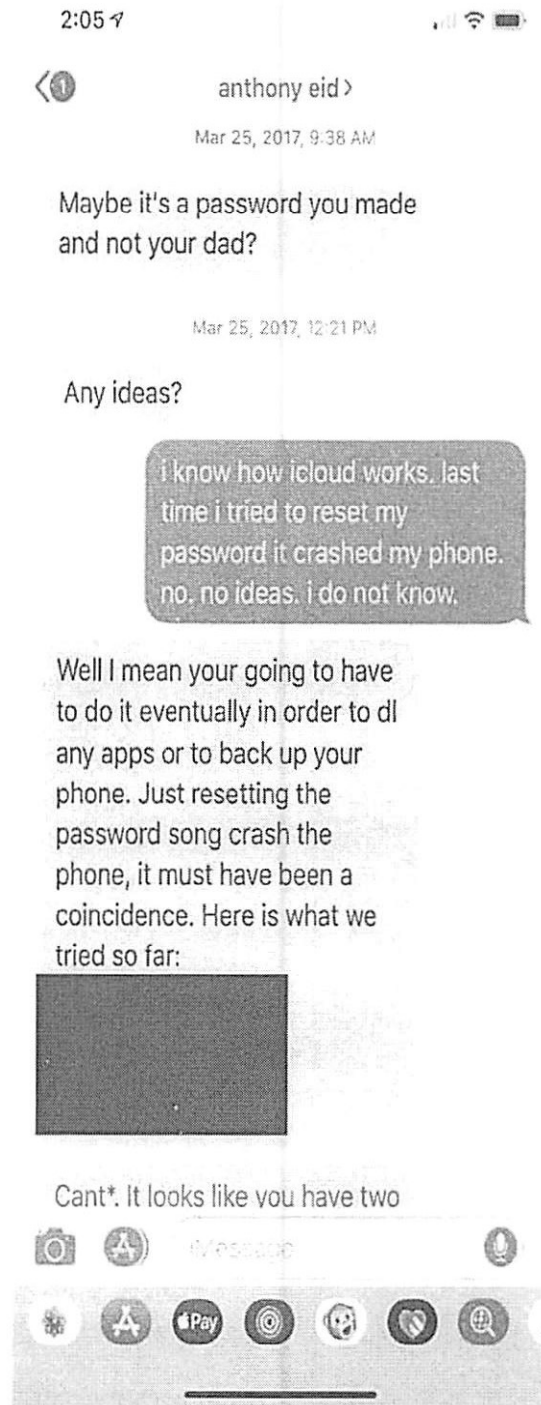 2:05
1
anthony eid >
Mar 25, 2017, 9:38 AM
Maybe it's a password you made
and not your dad?
Mar 25, 2017, 12:21 PM
Any ideas?
i know how icloud works. last
time i tried to reset my
password it crashed my phone.
no, no ideas. i do not know.
Well I mean your going to have
to do it eventually in order to dl
any apps or to back up your
phone. Just resetting the
password song crash the
phone, it must have been a
coincidence. Here is what we
tried so far:
Cant*. It looks like you have two
iMessage
Pay